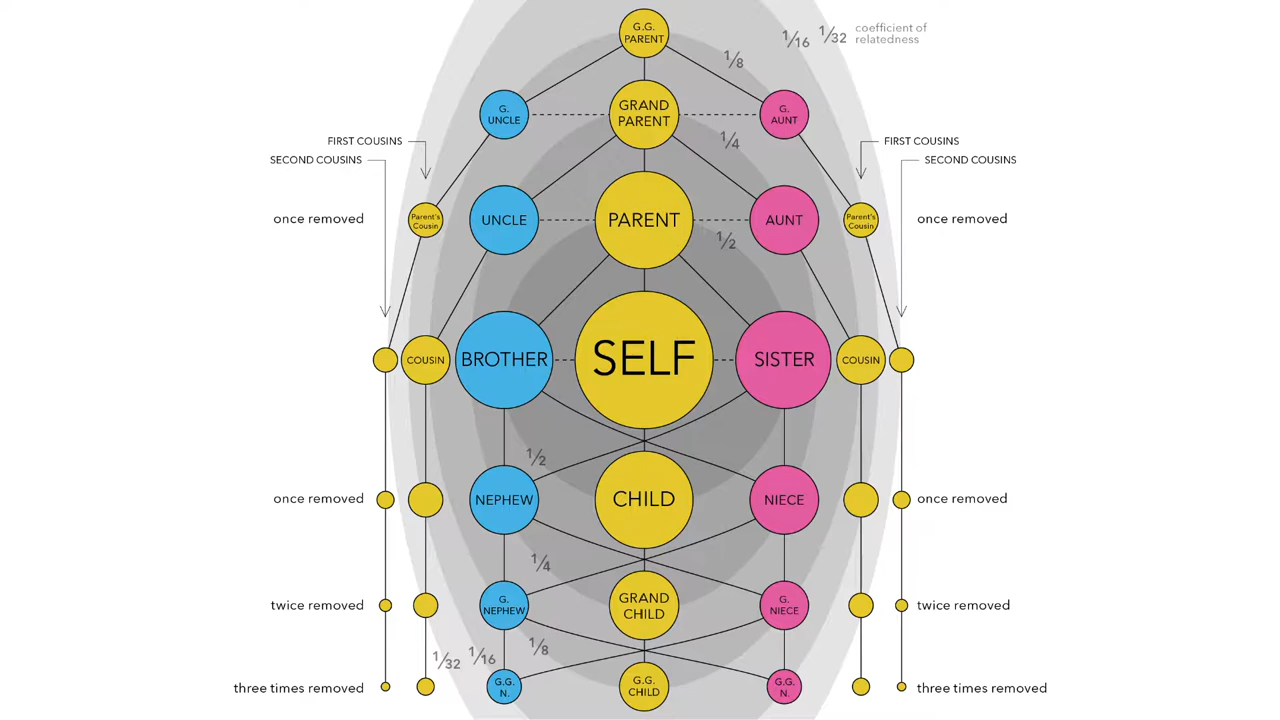 G.G.
PARENT
1/16 1/32 coefficient of
relatedness
1/8
G.
UNCLE
GRAND
PARENT
G.
AUNT
1/4
FIRST COUSINS
FIRST COUSINS
SECOND COUSINS
SECOND COUSINS
once removed
Parent's
Cousin
UNCLE
PARENT
AUNT
Parent's
Cousin
once removed
1/2
COUSIN
BROTHER
SELF
SISTER
COUSIN
1/2
once removed
NEPHEW
CHILD
NIECE
once removed
1/4
twice removed
G.
NEPHEW
GRAND
CHILD
G.
NIECE
twice removed
1/32 1/16 1/8
three times removed
G.G.
N.
G.G.
CHILD
G.G.
N.
three times removed